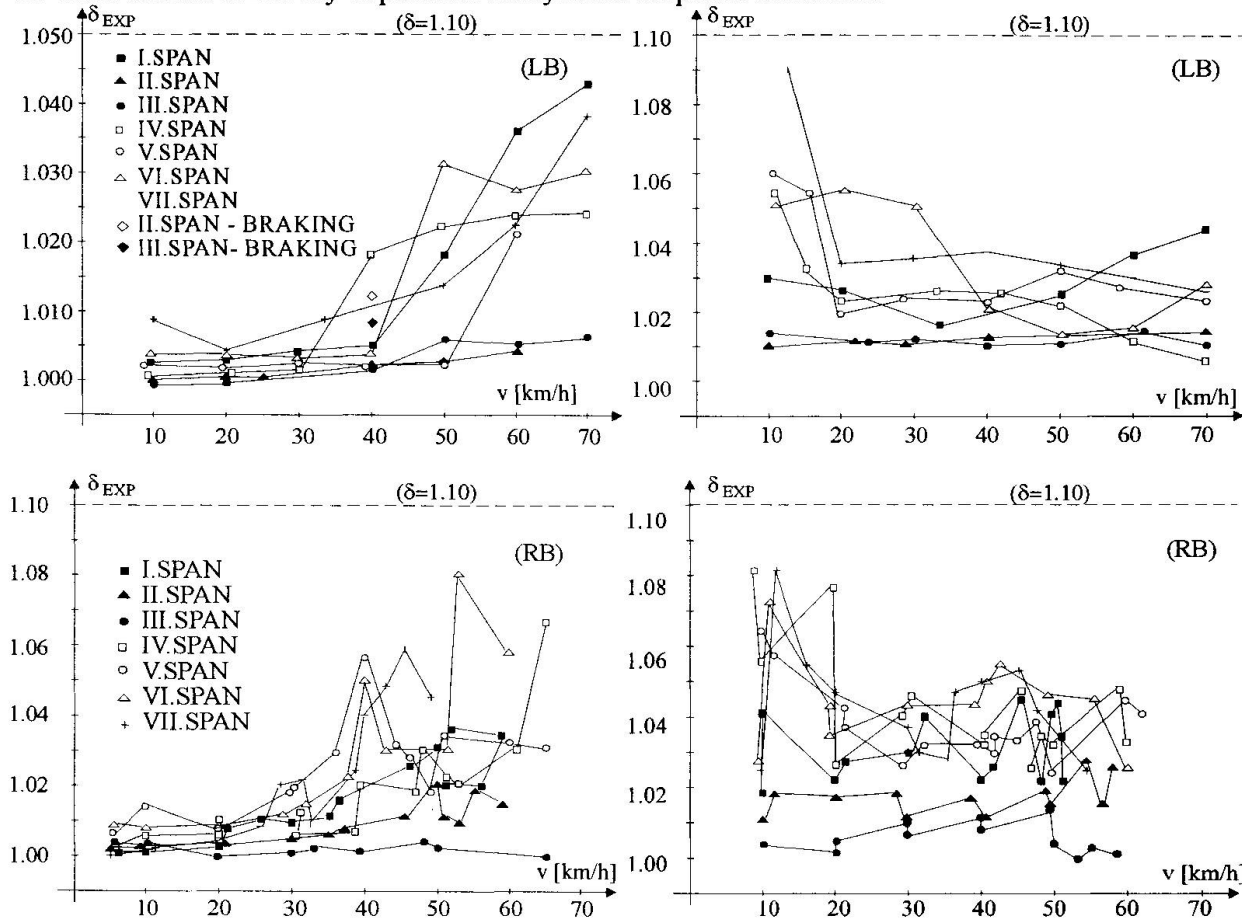 δEXP
(δ=1.10)
1.050
(LB)
■ I.SPAN
▲ II.SPAN
● III.SPAN
□ IV.SPAN
○ V.SPAN
△ VI.SPAN
VII.SPAN
◇ II.SPAN - BRAKING
◆ III.SPAN- BRAKING
1.040
1.030
1.020
1.010
1.000
v [km/h]
10 20 30 40 50 60 70
δEXP
(δ=1.10)
1.10
(LB)
1.090
1.06
1.04
1.02
1.00
v [km/h]
10 20 30 40 50 60 70
δEXP
(δ=1.10)
1.10
(RB)
■ I.SPAN
▲ II.SPAN
● III.SPAN
□ IV.SPAN
○ V.SPAN
△ VI.SPAN
+ VII.SPAN
1.08
1.06
1.04
1.02
1.00
v [km/h]
10 20 30 40 50 60 70
δEXP
(δ=1.10)
1.10
(RB)
1.08
1.06
1.04
1.02
1.00
v [km/h]
10 20 30 40 50 60 70